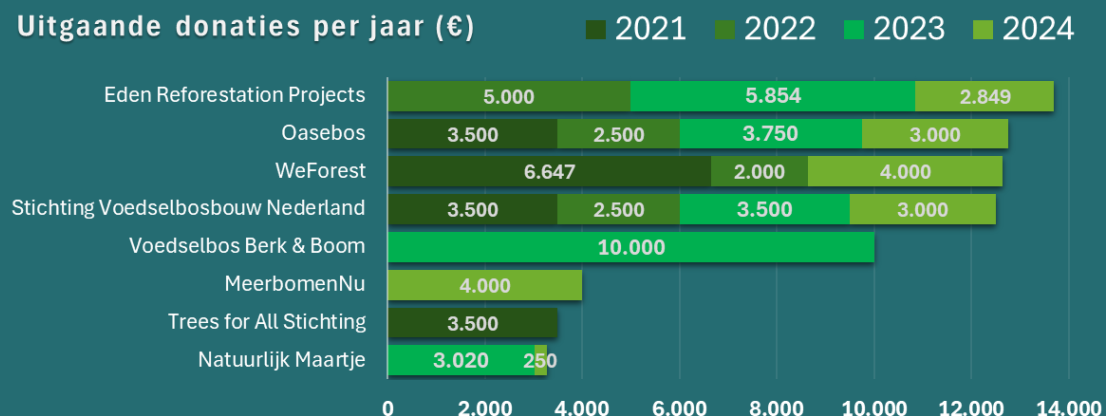 Uitgaande donaties per jaar (€) 2021 2022 2023 2024
Eden Reforestation Projects 5.000 5.854 2.849
Oasebos 3.500 2.500 3.750 3.000
WeForest 6.647 2.000 4.000
Stichting Voedselbosbouw Nederland 3.500 2.500 3.500 3.000
Voedselbos Berk & Boom 10.000
MeerbomenNu 4.000
Trees for All Stichting 3.500
Natuurlijk Maartje 3.020 250
0 2.000 4.000 6.000 8.000 10.000 12.000 14.000